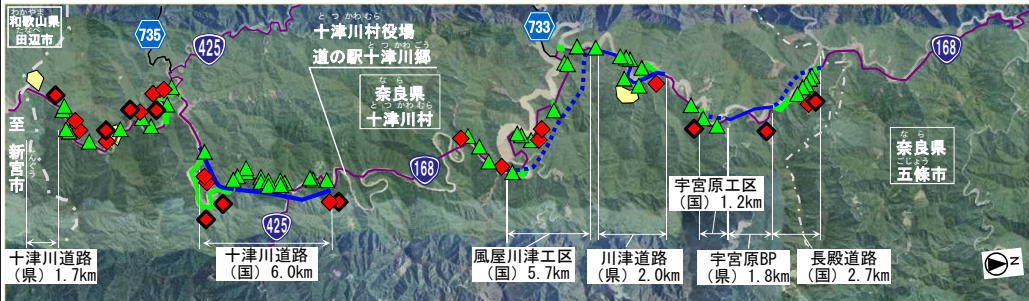 わかやま
和歌山県
たなべ
田辺市
735
425
とつかわむら
十津川村役場
とつかわごう
道の駅十津川郷
733
168
なら
奈良県
とつかわむら
十津川村
168
なら
奈良県
ごじょう
五條市
至 新宮市
しんぐう
425
宇宮原工区
（国）1.2km
十津川道路
（県）1.7km
十津川道路
（国）6.0km
風屋川津工区
（国）5.7km
川津道路
（県）2.0km
宇宮原BP
（県）1.8km
長殿道路
（国）2.7km
N